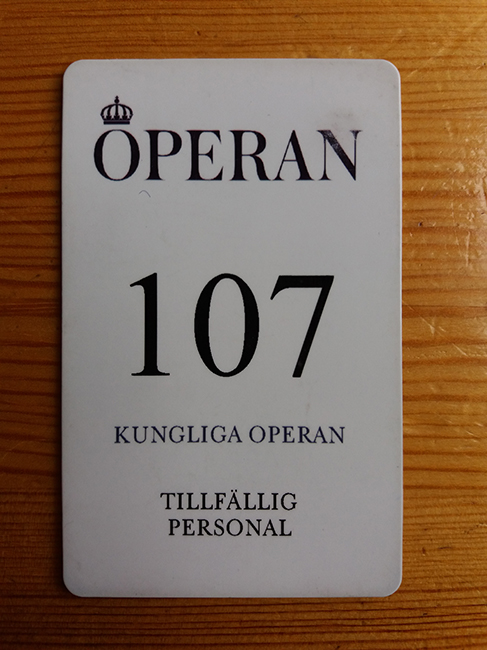 OPERAN
107
KUNGLIGA OPERAN
TILLFÄLLIG
PERSONAL